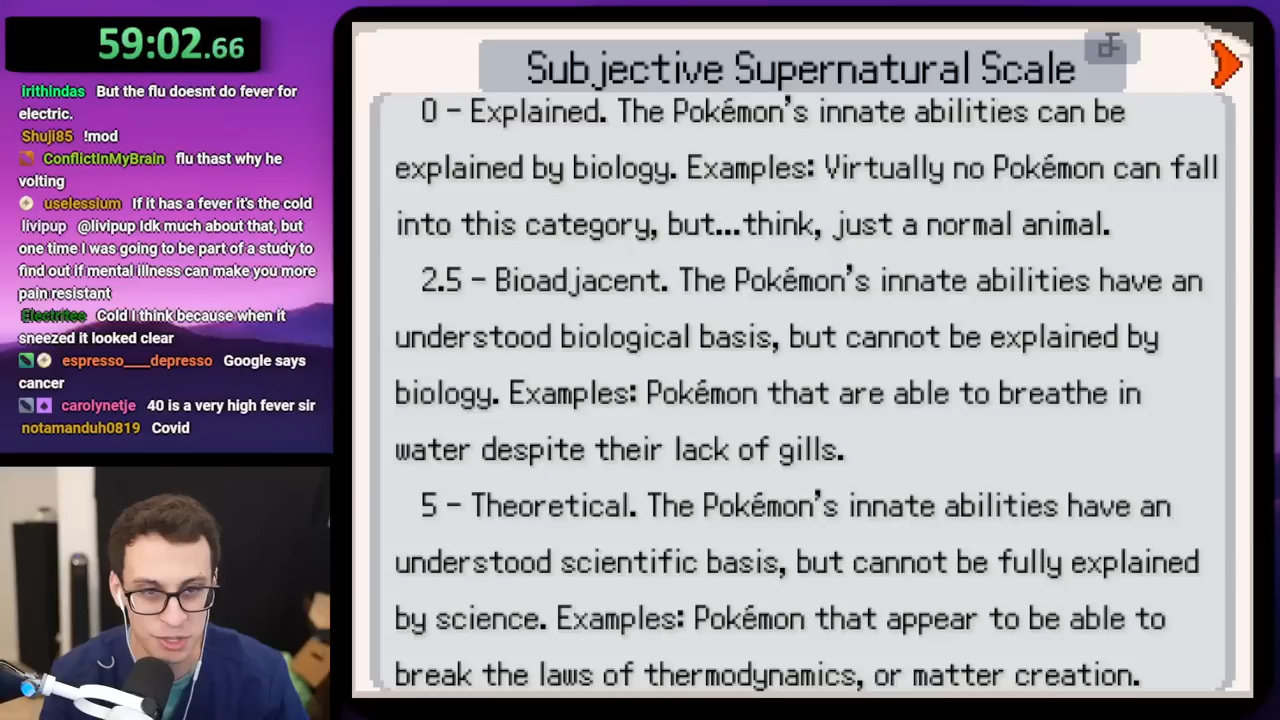 59:02.66
irithindas But the flu doesnt do fever for
electric.
Shuji85 !mod
ConflictInMyBrain flu thast why he
volting
uselessium If it has a fever it's the cold
livipup @livipup Idk much about that, but
one time I was going to be part of a study to
find out if mental illness can make you more
pain resistant
Electritee Cold I think because when it
sneezed it looked clear
espresso___depresso Google says
cancer
carolynetje 40 is a very high fever sir
notamanduh0819 Covid
Subjective Supernatural Scale
0 - Explained. The Pokémon's innate abilities can be
explained by biology. Examples: Virtually no Pokémon can fall
into this category, but...think, just a normal animal.
2.5 - Bioadjacent. The Pokémon's innate abilities have an
understood biological basis, but cannot be explained by
biology. Examples: Pokémon that are able to breathe in
water despite their lack of gills.
5 - Theoretical. The Pokémon's innate abilities have an
understood scientific basis, but cannot be fully explained
by science. Examples: Pokémon that appear to be able to
break the laws of thermodynamics, or matter creation.